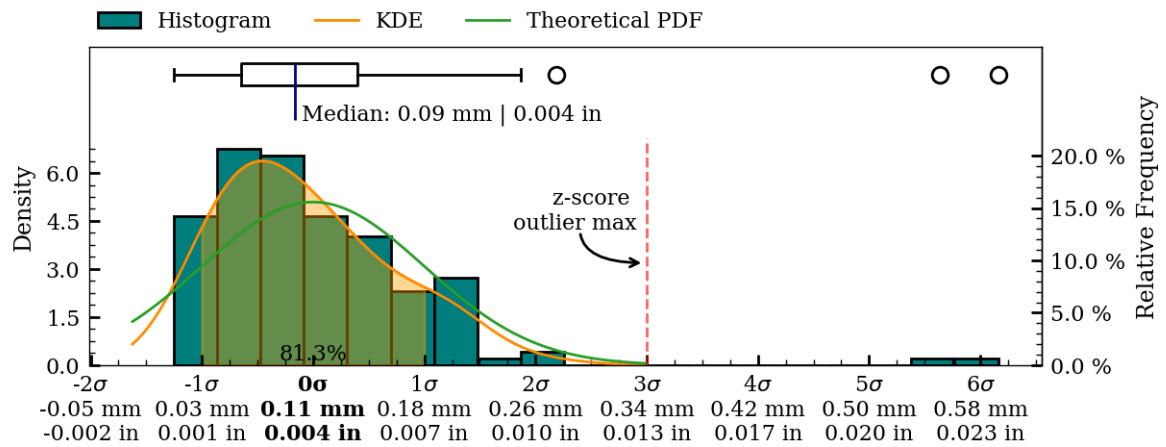 Histogram KDE Theoretical PDF
Median: 0.09 mm | 0.004 in
Density
6.0
4.5
3.0
1.5
0.0
z-score
outlier max
81.3%
20.0 %
15.0 %
10.0 %
5.0 %
0.0 %
Relative Frequency
-2σ -1σ 0σ 1σ 2σ 3σ 4σ 5σ 6σ
-0.05 mm 0.03 mm 0.11 mm 0.18 mm 0.26 mm 0.34 mm 0.42 mm 0.50 mm 0.58 mm
-0.002 in 0.001 in 0.004 in 0.007 in 0.010 in 0.013 in 0.017 in 0.020 in 0.023 in